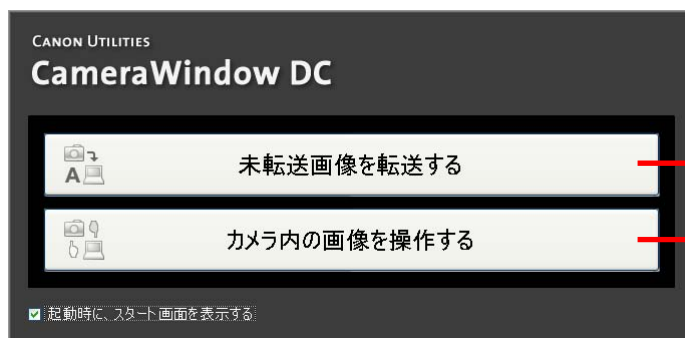 CANON UTILITIES
CameraWindow DC
A
未転送画像を転送する
カメラ内の画像を操作する
起動時に、スタート画面を表示する